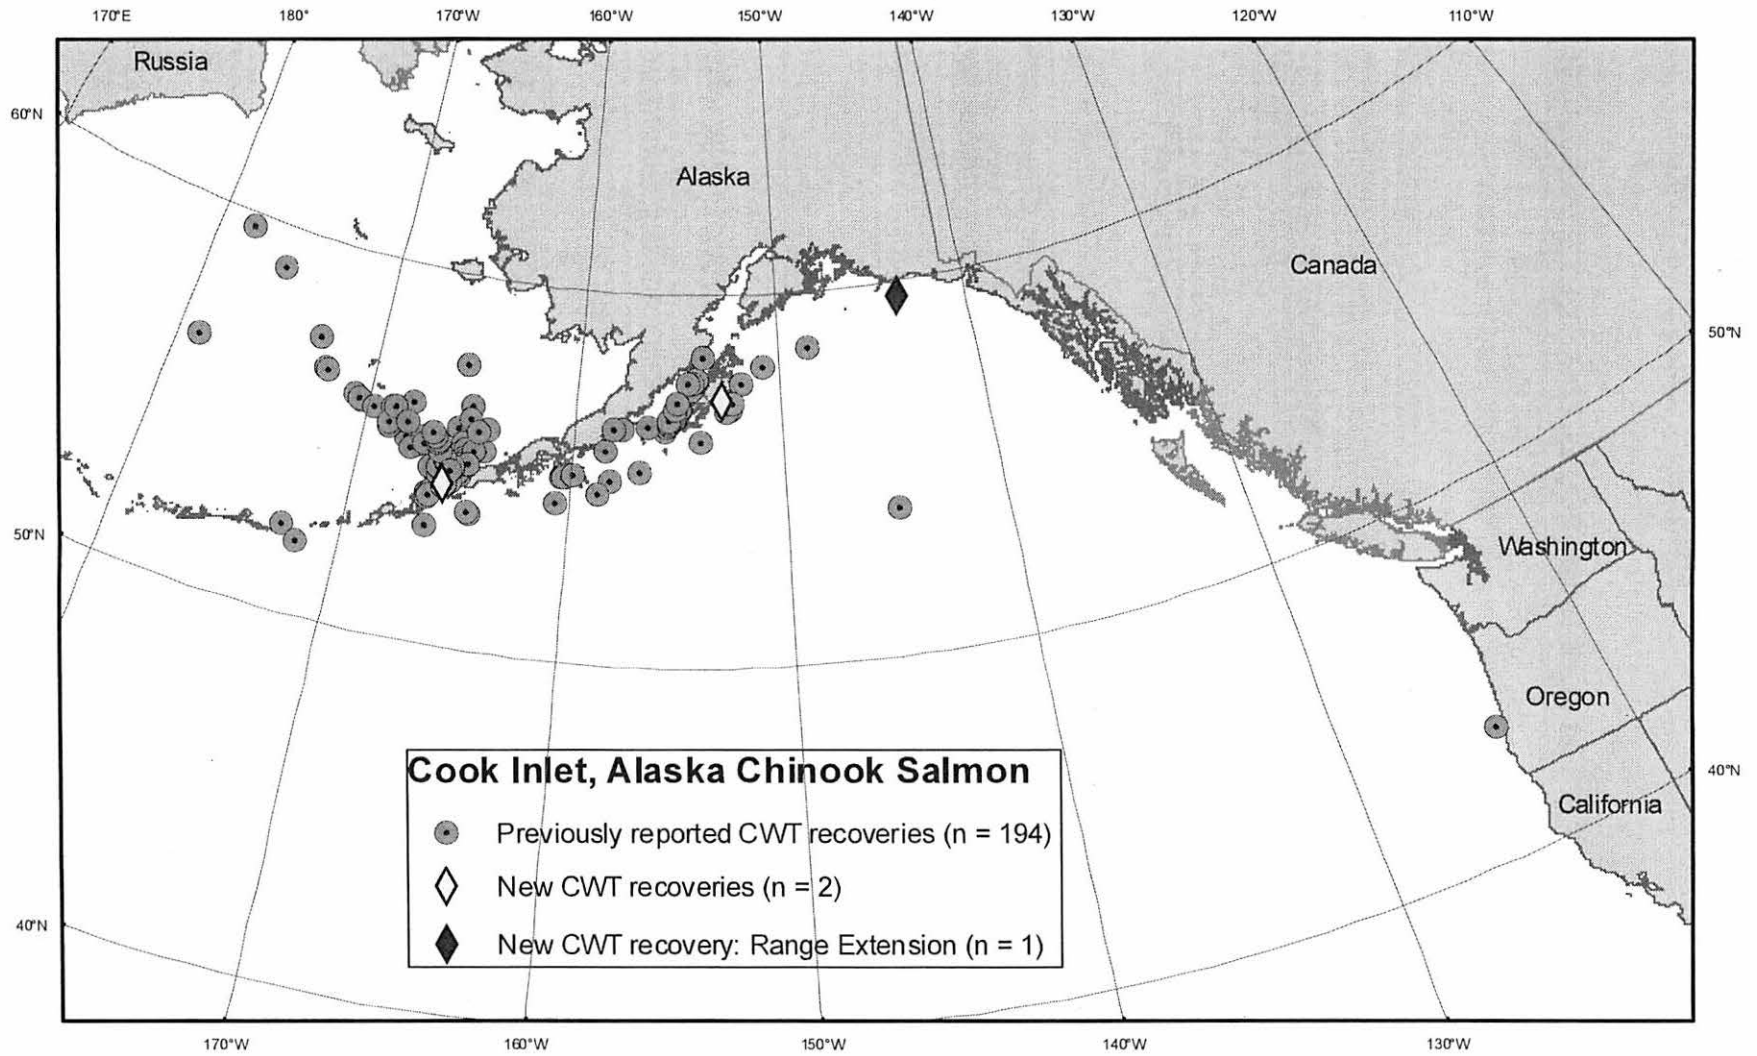 170°E 180° 170°W 160°W 150°W 140°W 130°W 120°W 110°W
Russia
60°N
Alaska
Canada
50°N
50°N
Washington
Oregon
40°N
California
Cook Inlet, Alaska Chinook Salmon
Previously reported CWT recoveries (n = 194)
New CWT recoveries (n = 2)
40°N
New CWT recovery: Range Extension (n = 1)
170°W 160°W 150°W 140°W 130°W